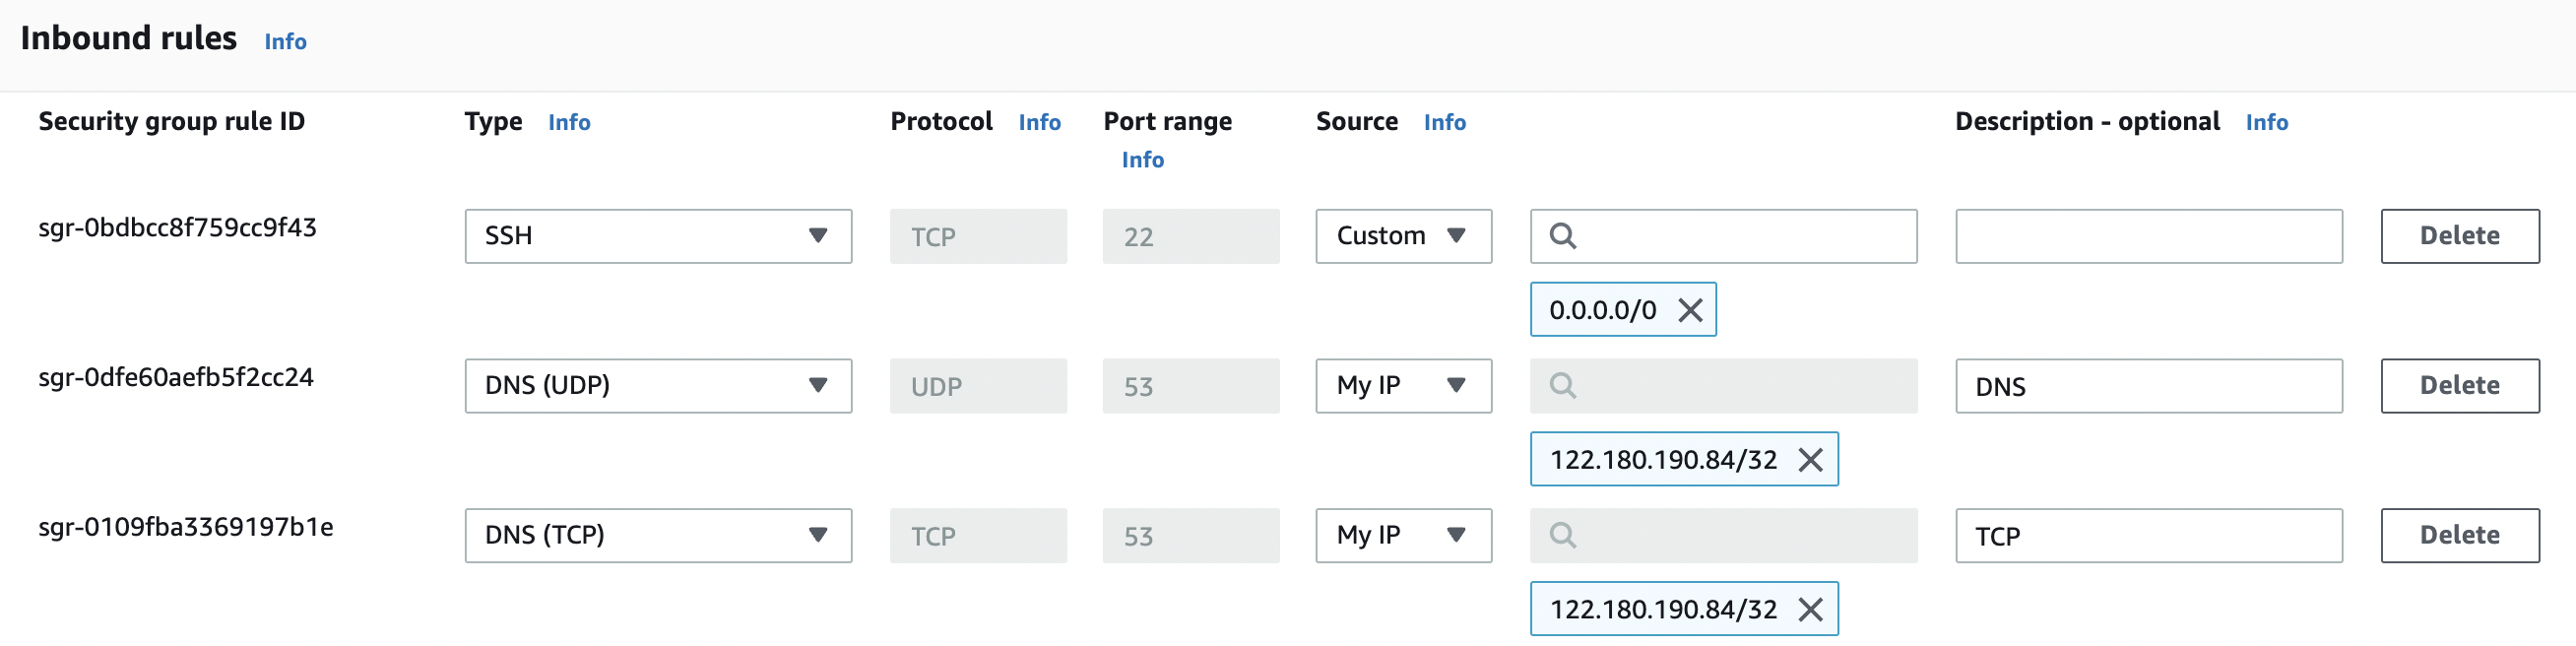 Inbound rules Info
Security group rule ID Type Info Protocol Info Port range Info Source Info Description - optional Info
sgr-0bdbcc8f759cc9f43 SSH TCP 22 Custom Delete
0.0.0.0/0
sgr-0dfe60aefb5f2cc24 DNS (UDP) UDP 53 My IP DNS Delete
122.180.190.84/32
sgr-0109fba3369197b1e DNS (TCP) TCP 53 My IP TCP Delete
122.180.190.84/32